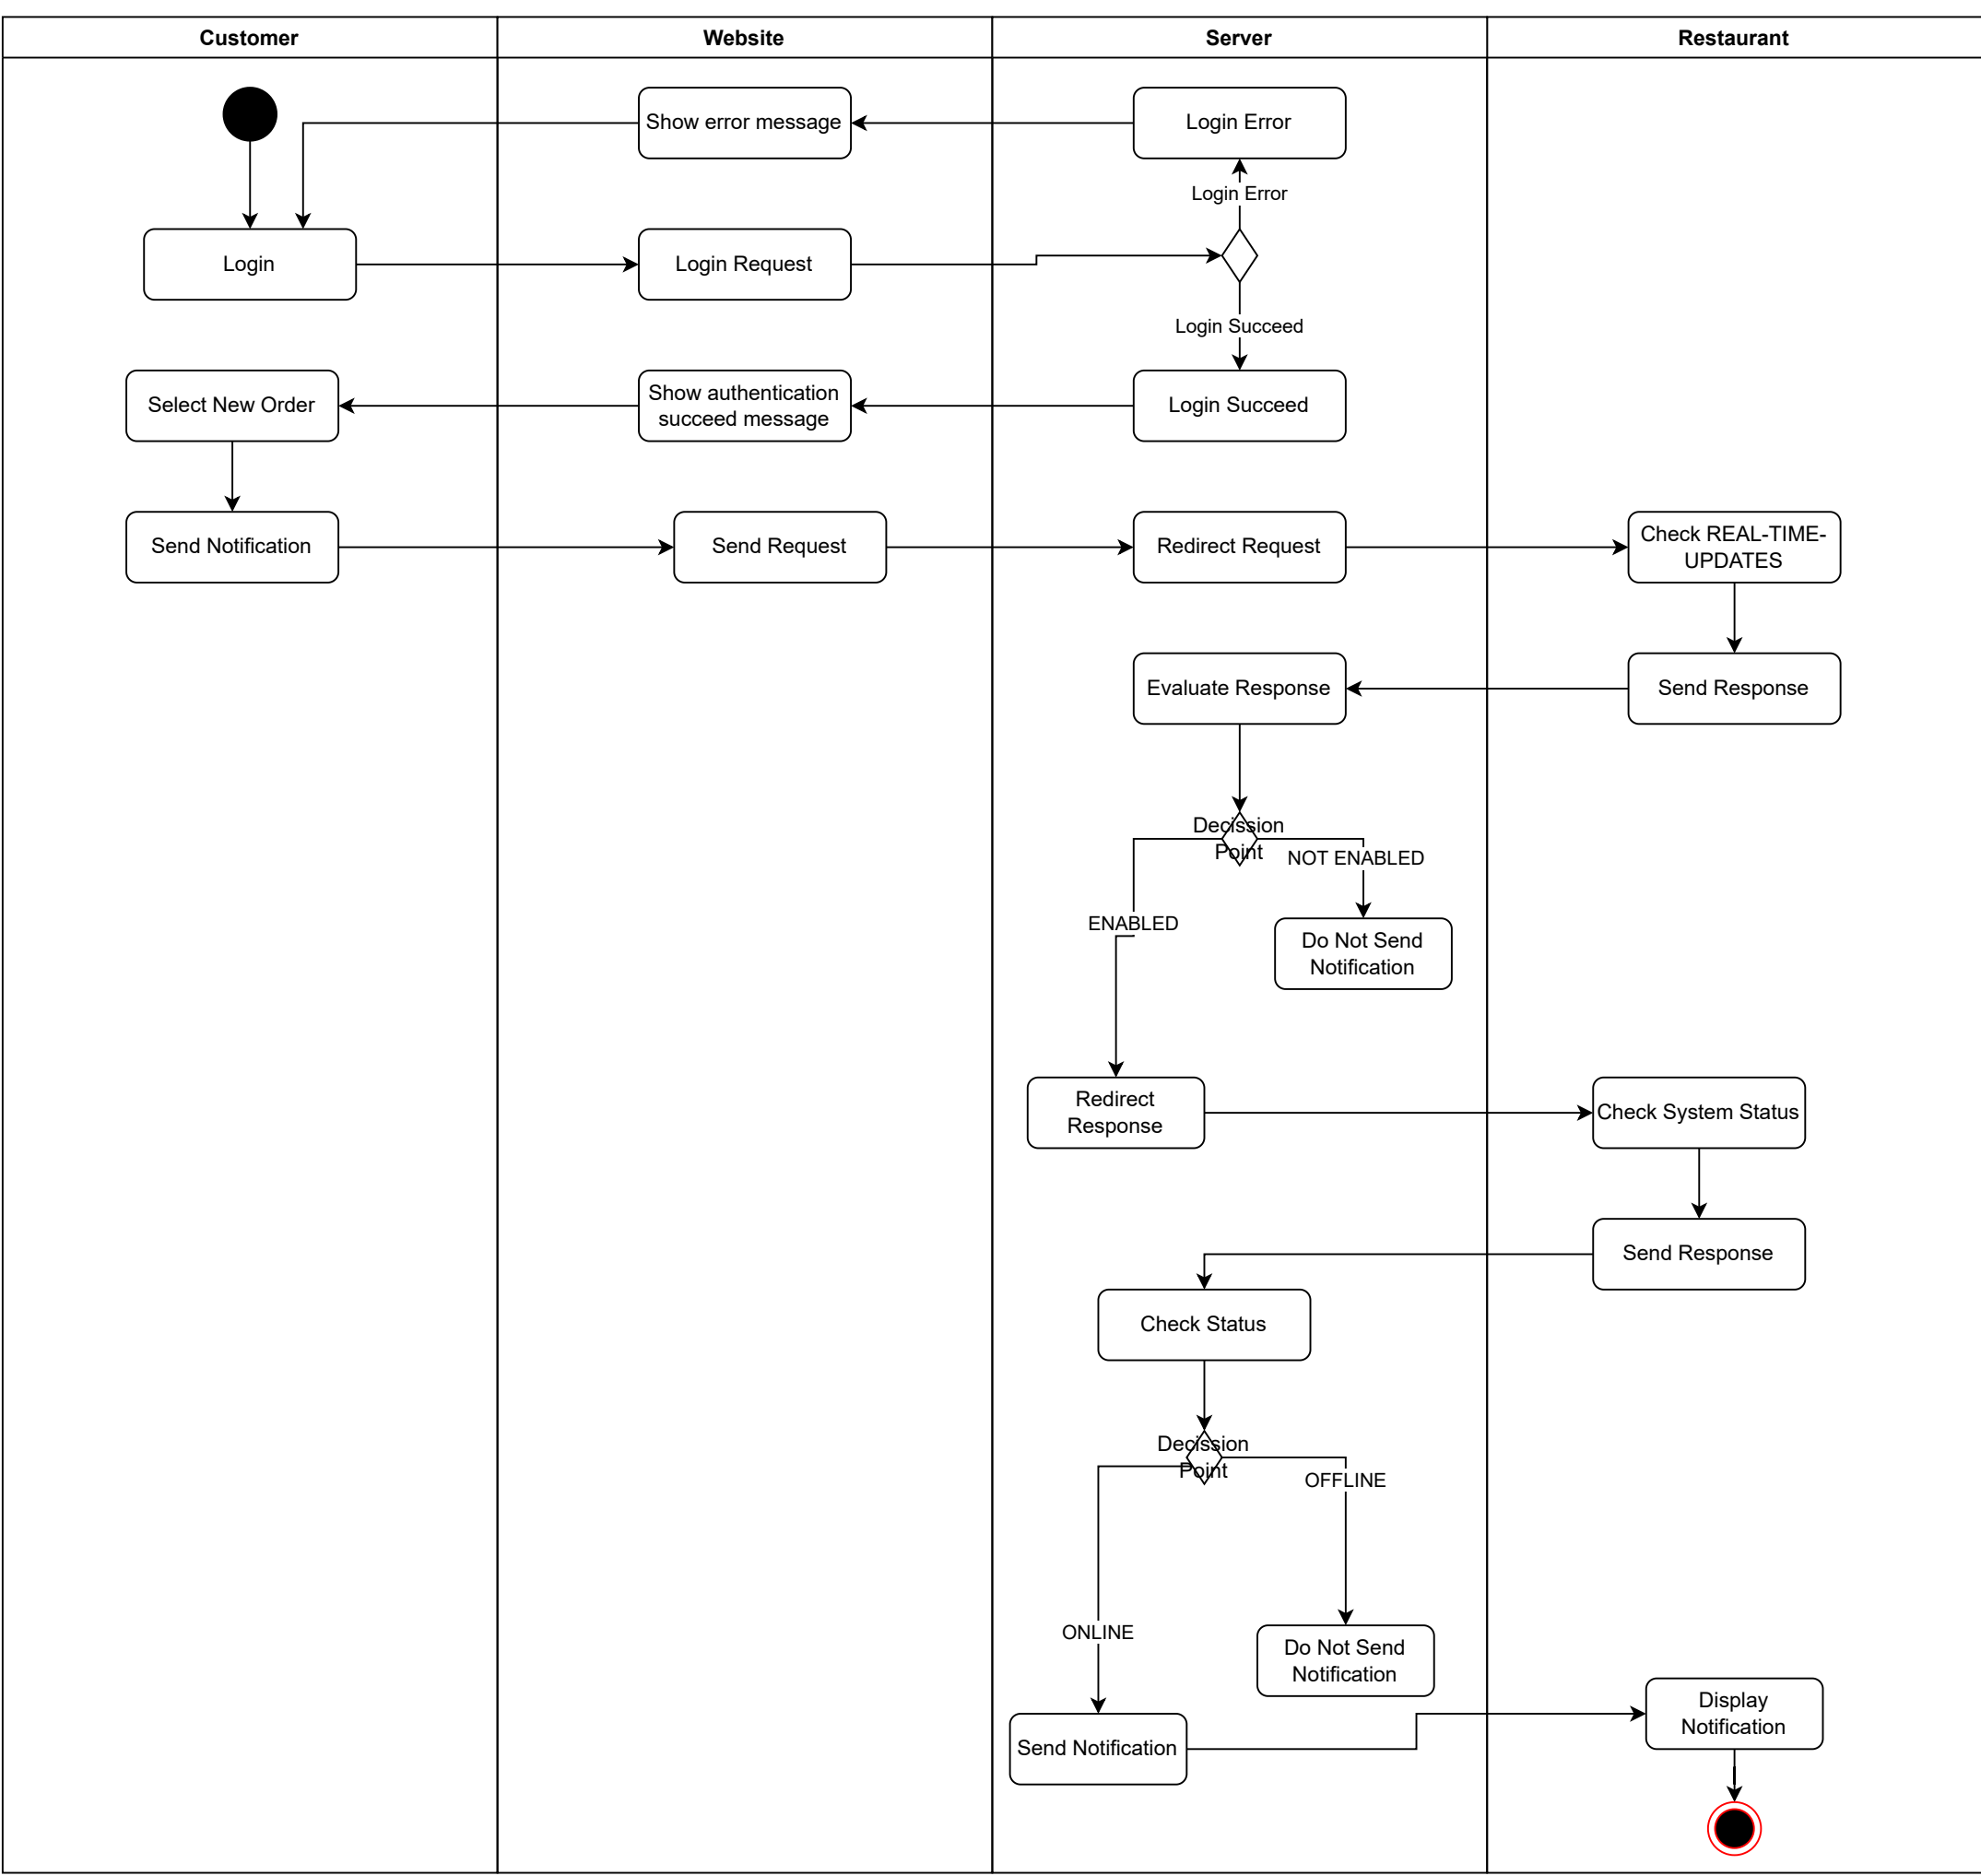 Customer
Website
Server
Restaurant
Show error message
Login Error
Login Error
Login
Login Request
Login Succeed
Select New Order
Show authentication
succeed message
Login Succeed
Send Notification
Send Request
Redirect Request
Check REAL-TIME-
UPDATES
Evaluate Response
Send Response
Decission
Point
NOT ENABLED
ENABLED
Do Not Send
Notification
Redirect
Response
Check System Status
Send Response
Check Status
Decission
Point
OFFLINE
ONLINE
Do Not Send
Notification
Send Notification
Display
Notification